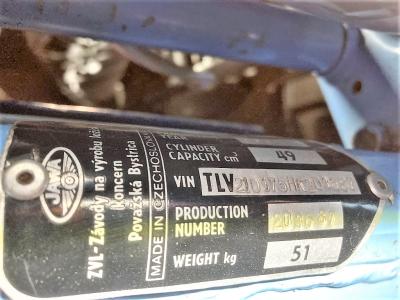 JAWA
ZVL-Závody na výrobu
Koncern
Považská Bystrica
MADE IN CZECHOSLOVAKIA
YEAR
CYLINDER
CAPACITY cm³ 49
VIN TLV
PRODUCTION
NUMBER
WEIGHT kg 51